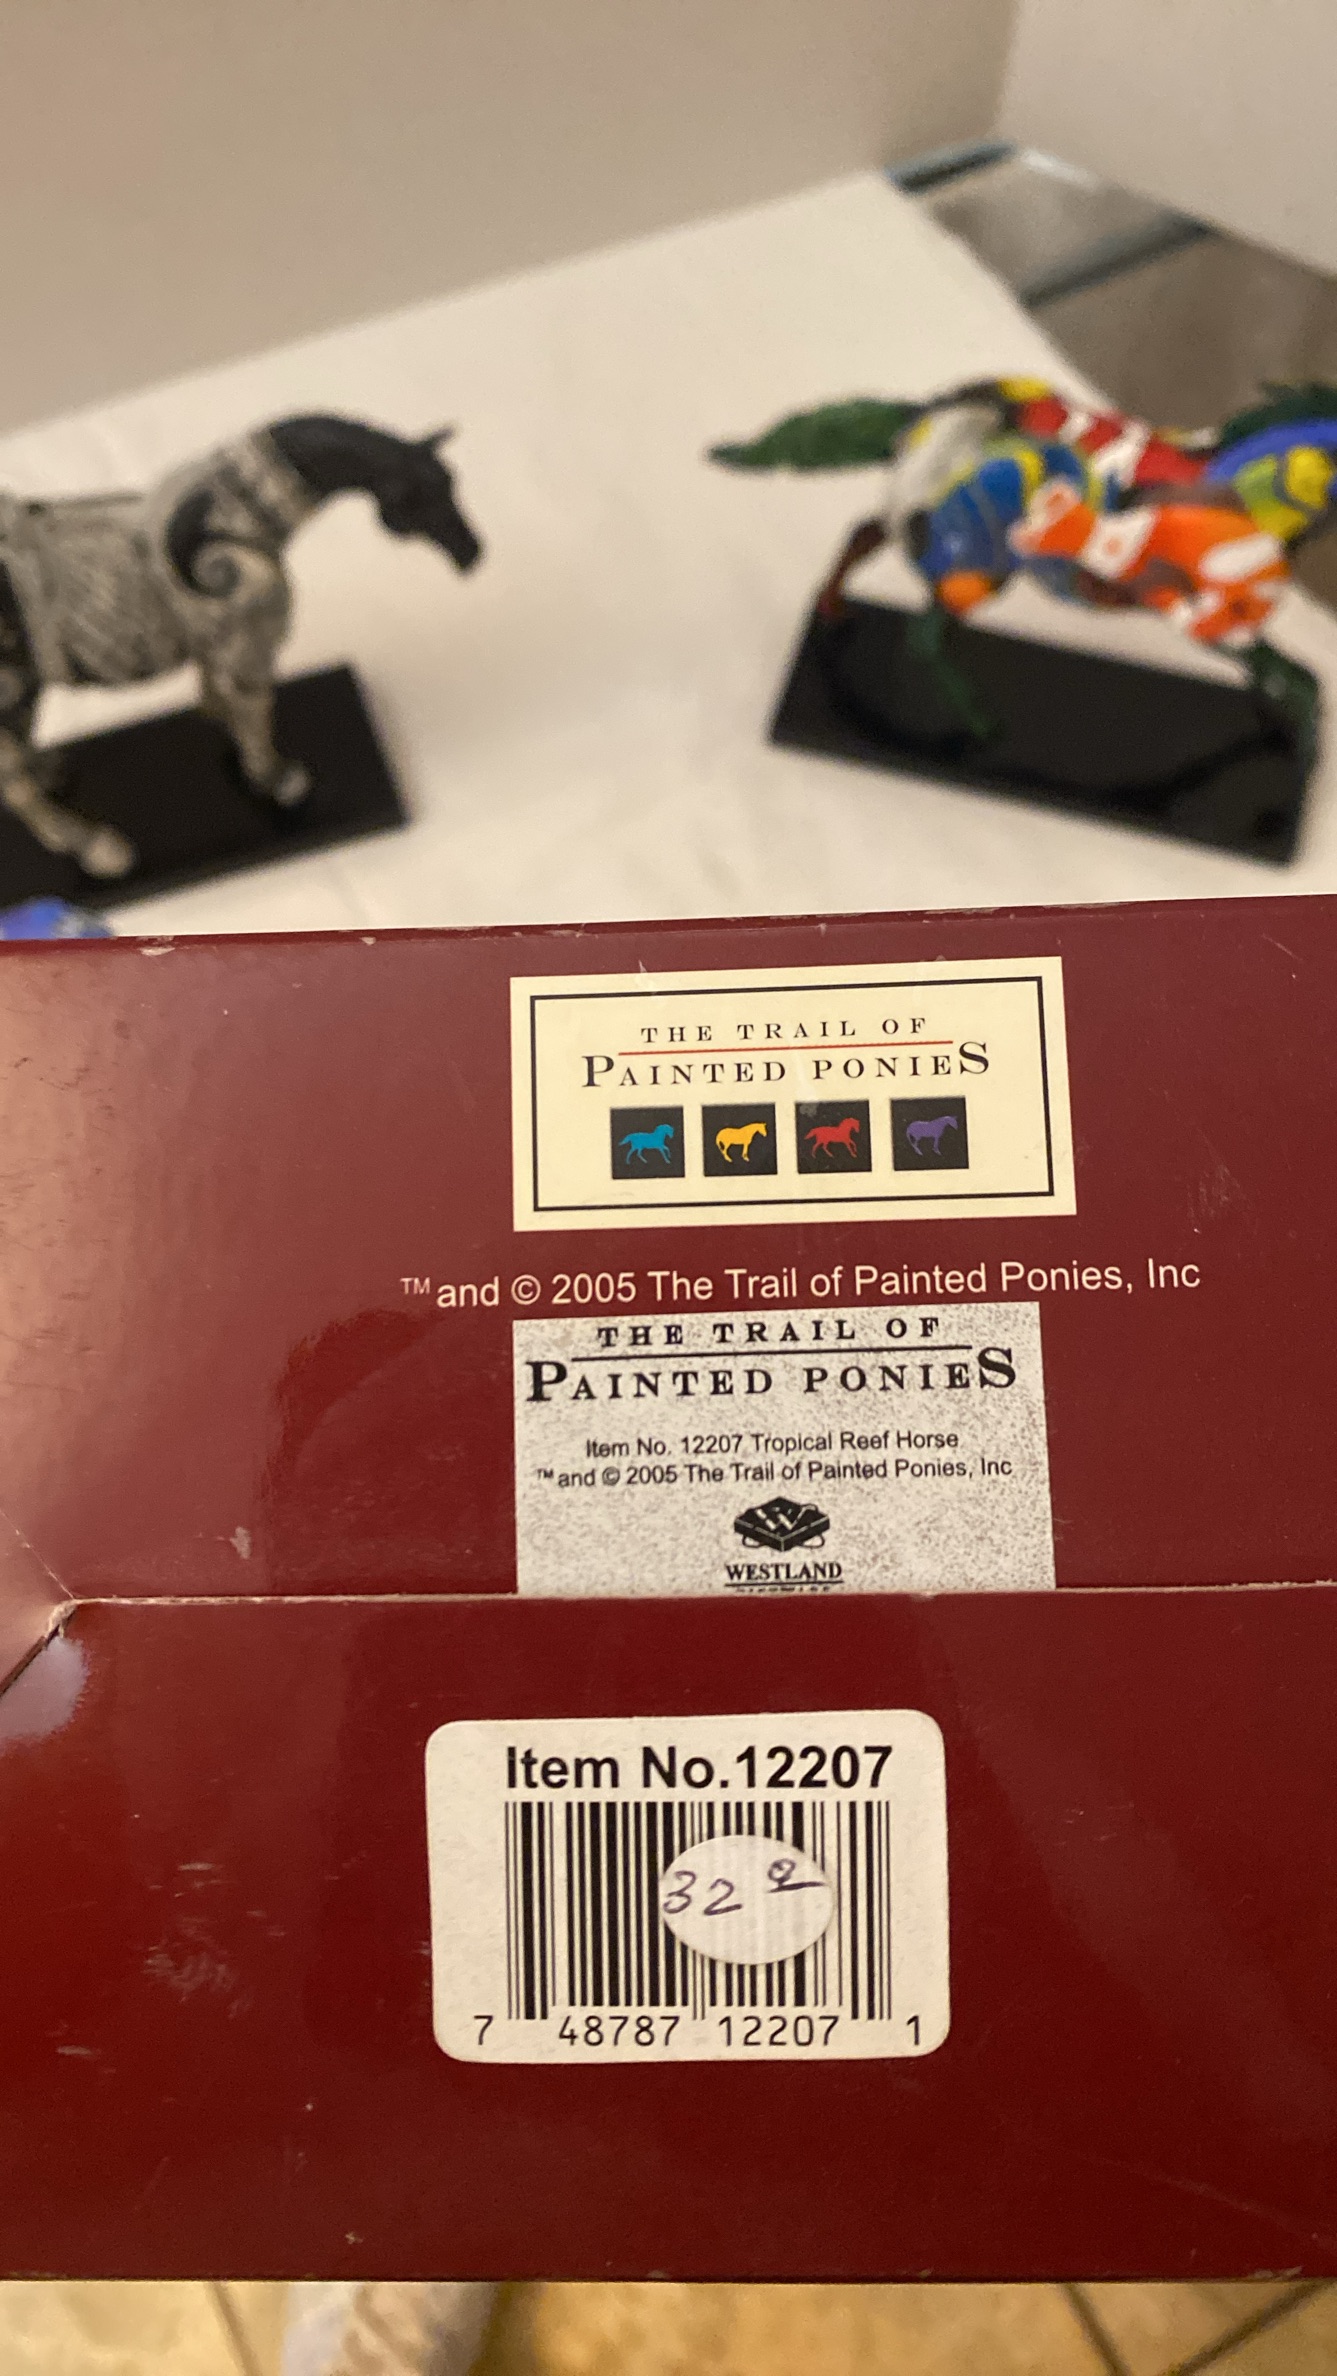 THE TRAIL OF
PAINTED PONIES
™ and © 2005 The Trail of Painted Ponies, Inc
THE TRAIL OF
PAINTED PONIES
Item No. 12207 Tropical Reef Horse
™ and © 2005 The Trail of Painted Ponies, Inc
WESTLAND
Item No.12207
32 0
7 48787 12207 1